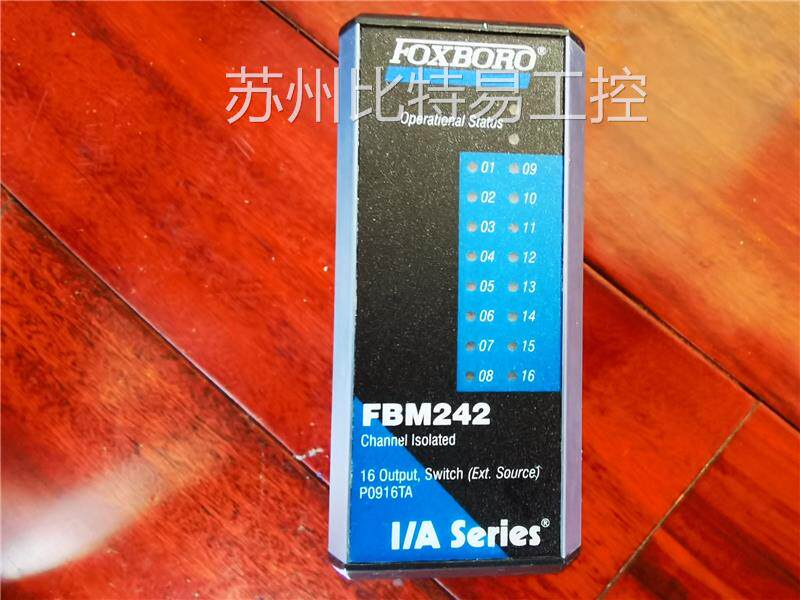 FOXBORO®
苏州比特易工控
Operational Status
01 09
02 10
03 11
04 12
05 13
06 14
07 15
08 16
FBM242
Channel Isolated
16 Output, Switch (Ext. Source)
P0916TA
I/A Series®